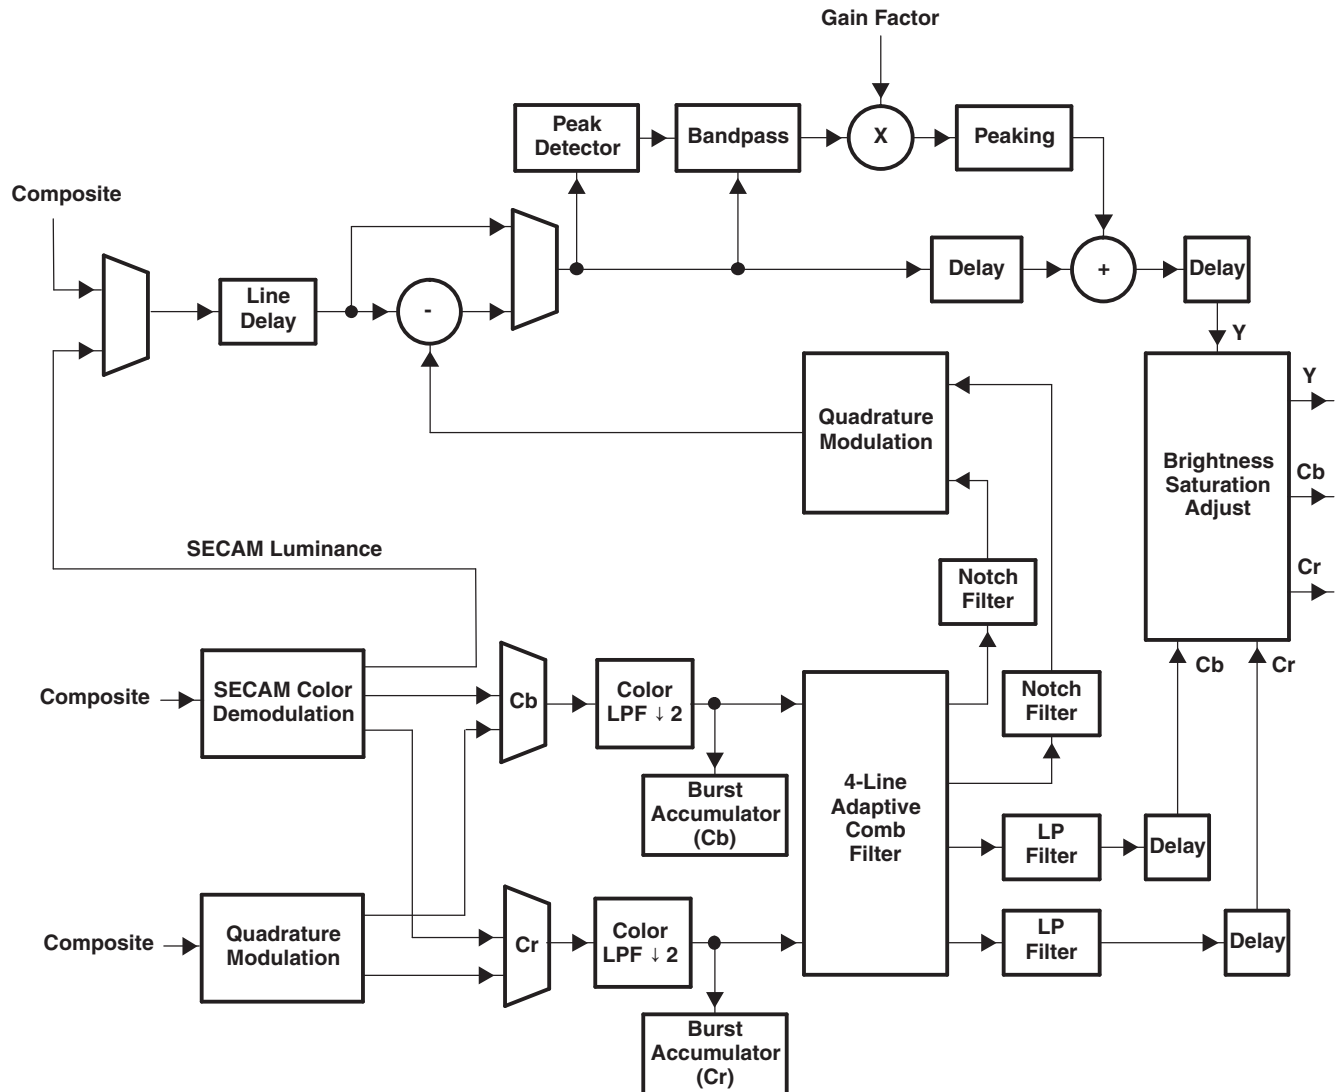 Gain Factor
Peak
Detector
Bandpass
X
Peaking
Composite
Line
Delay
-
Delay
+
Delay
Y
Quadrature
Modulation
Brightness
Saturation
Adjust
Y
Cb
Cr
SECAM Luminance
Notch
Filter
Composite
SECAM Color
Demodulation
Cb
Color
LPF ↓ 2
Burst
Accumulator
(Cb)
4-Line
Adaptive
Comb
Filter
Notch
Filter
Cb
Cr
LP
Filter
Delay
Composite
Quadrature
Modulation
Cr
Color
LPF ↓ 2
Burst
Accumulator
(Cr)
LP
Filter
Delay